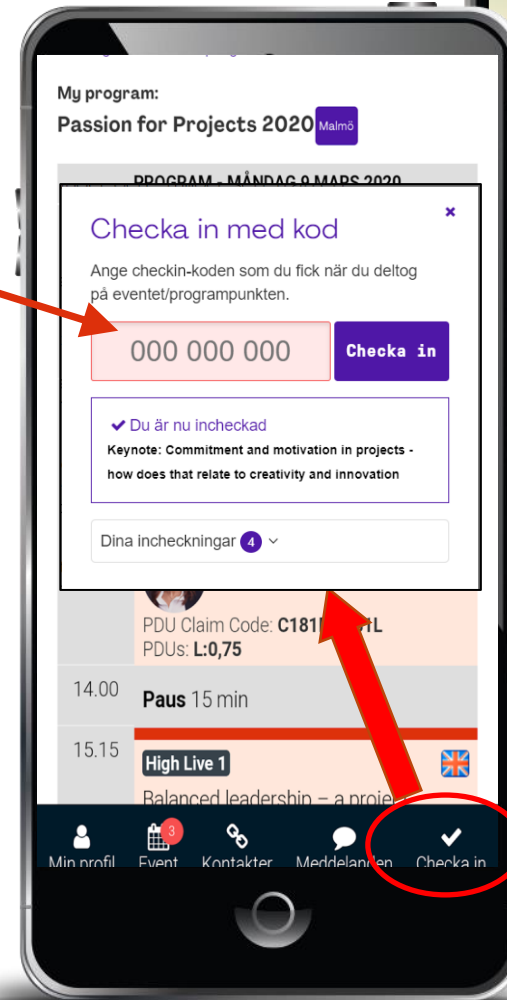 My program:
Passion for Projects 2020 Malmö
PROGRAM - MÅNDAG 9 MARS 2020
Checka in med kod
×
Ange checkin-koden som du fick när du deltog
på eventet/programpunkten.
000 000 000
Checka in
✔ Du är nu incheckad
Keynote: Commitment and motivation in projects -
how does that relate to creativity and innovation
Dina incheckningar 4
PDU Claim Code:
PDUs: L:0,75
14.00
Paus 15 min
15.15
High Live 1
Balanced leadership – a
3
Min profil Event Kontakter Meddelanden Checka in